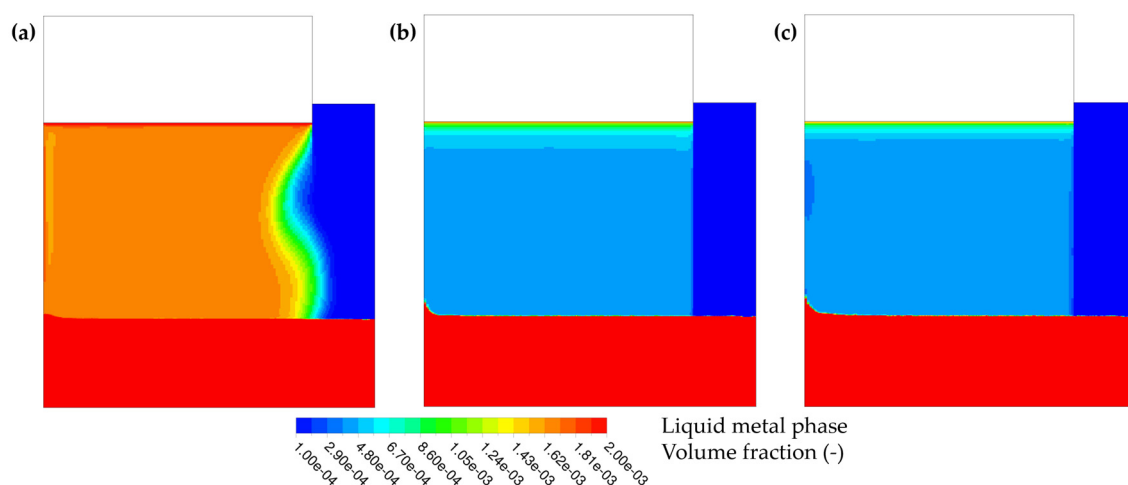 (a)
(b)
(c)
Liquid metal phase
Volume fraction (-)
1.00e-04
2.90e-04
4.80e-04
6.70e-04
8.60e-04
1.05e-03
1.24e-03
1.43e-03
1.62e-03
1.81e-03
2.00e-03